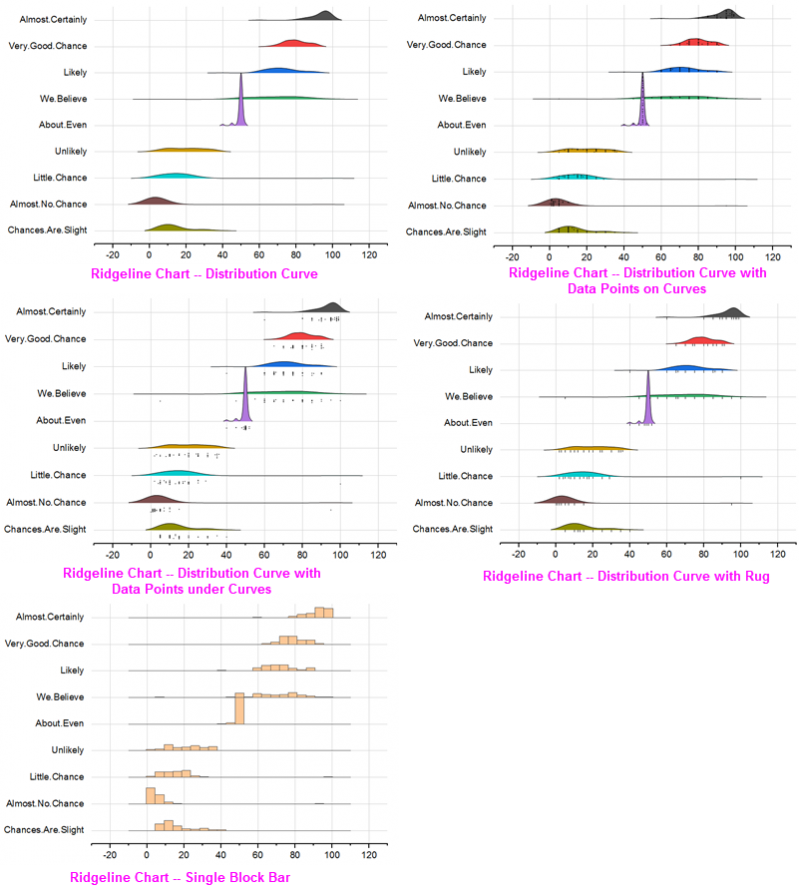 Almost.Certainly
Very.Good.Chance
Likely
We.Believe
About.Even
Unlikely
Little.Chance
Almost.No.Chance
Chances.Are.Slight
-20 0 20 40 60 80 100 120
Ridgeline Chart -- Distribution Curve
Almost.Certainly
Very.Good.Chance
Likely
We.Believe
About.Even
Unlikely
Little.Chance
Almost.No.Chance
Chances.Are.Slight
-20 0 20 40 60 80 100 120
Ridgeline Chart -- Distribution Curve with
Data Points on Curves
Almost.Certainly
Very.Good.Chance
Likely
We.Believe
About.Even
Unlikely
Little.Chance
Almost.No.Chance
Chances.Are.Slight
-20 0 20 40 60 80 100 120
Ridgeline Chart -- Distribution Curve with
Data Points under Curves
Almost.Certainly
Very.Good.Chance
Likely
We.Believe
About.Even
Unlikely
Little.Chance
Almost.No.Chance
Chances.Are.Slight
-20 0 20 40 60 80 100 120
Ridgeline Chart -- Distribution Curve with Rug
Almost.Certainly
Very.Good.Chance
Likely
We.Believe
About.Even
Unlikely
Little.Chance
Almost.No.Chance
Chances.Are.Slight
-20 0 20 40 60 80 100 120
Ridgeline Chart -- Single Block Bar